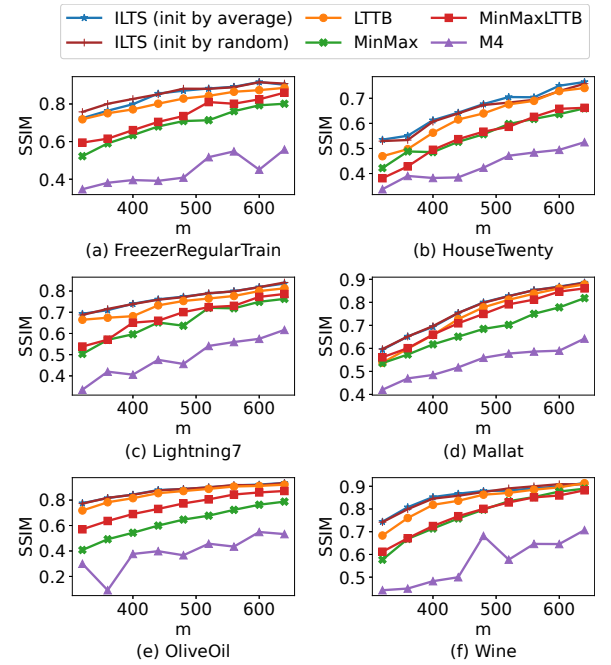 ILTS (init by average) LTTB MinMaxLTTB
ILTS (init by random) MinMax M4
SSIM
0.8
0.6
0.4
400 500 600
m
(a) FreezerRegularTrain
SSIM
0.7
0.6
0.5
0.4
0.3
400 500 600
m
(b) HouseTwenty
SSIM
0.8
0.7
0.6
0.5
0.4
400 500 600
m
(c) Lightning7
SSIM
0.9
0.8
0.7
0.6
0.5
0.4
400 500 600
m
(d) Mallat
SSIM
0.8
0.6
0.4
0.2
400 500 600
m
(e) OliveOil
SSIM
0.9
0.8
0.7
0.6
0.5
400 500 600
m
(f) Wine